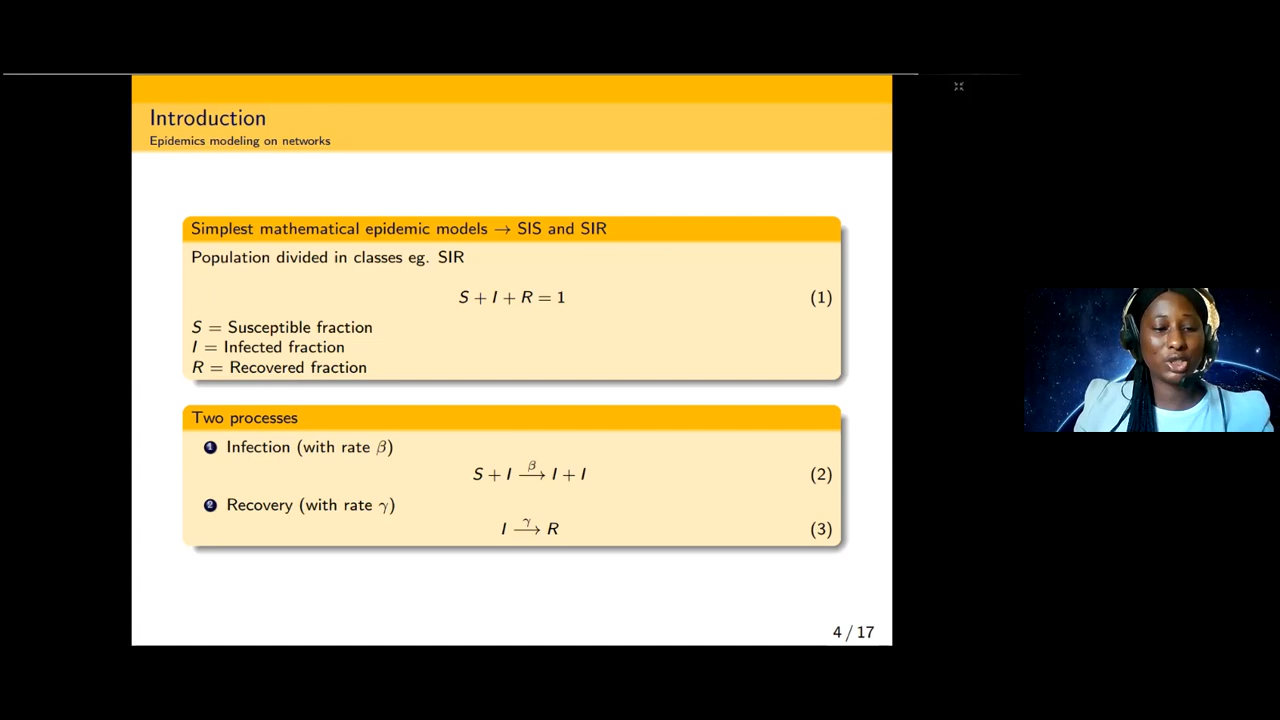 Introduction
Epidemics modeling on networks
Simplest mathematical epidemic models → SIS and SIR
Population divided in classes eg. SIR
S + I + R = 1 (1)
S = Susceptible fraction
I = Infected fraction
R = Recovered fraction
Two processes
1 Infection (with rate β)
S + I —β→ I + I (2)
2 Recovery (with rate γ)
I —γ→ R (3)
4 / 17